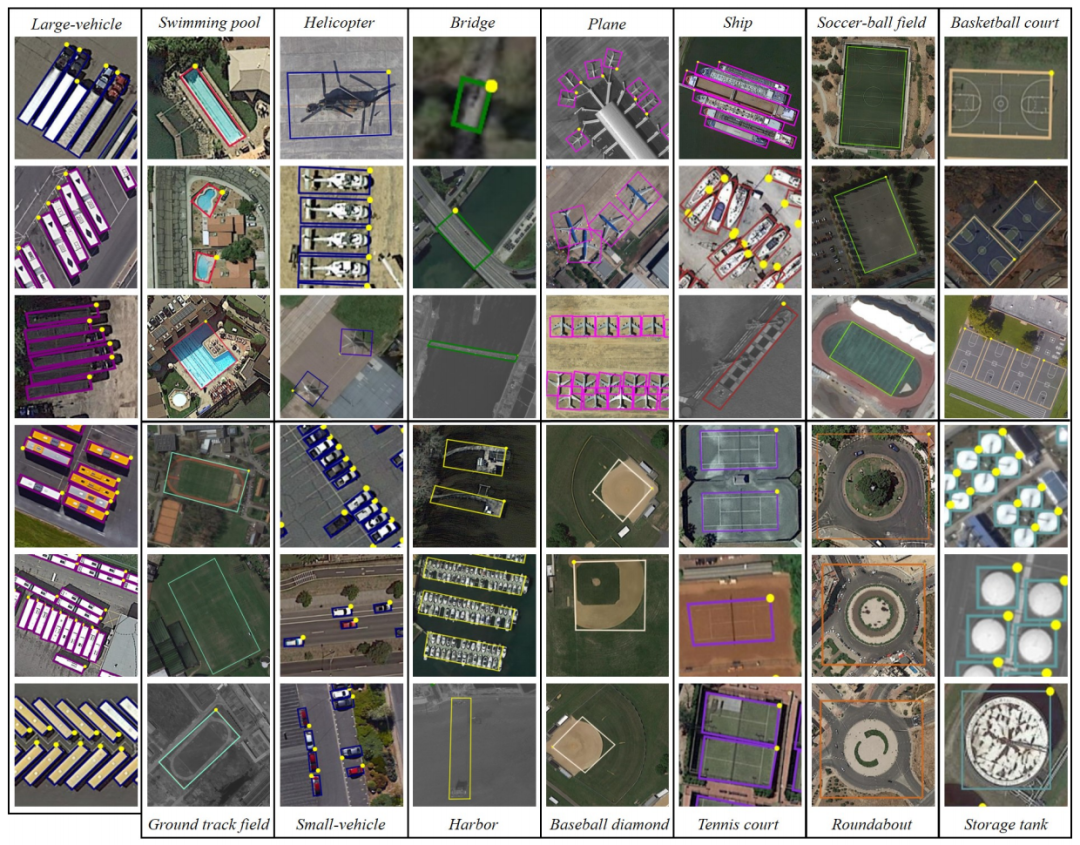 Large-vehicle
Swimming pool
Helicopter
Bridge
Plane
Ship
Soccer-ball field
Basketball court
Ground track field
Small-vehicle
Harbor
Baseball diamond
Tennis court
Roundabout
Storage tank